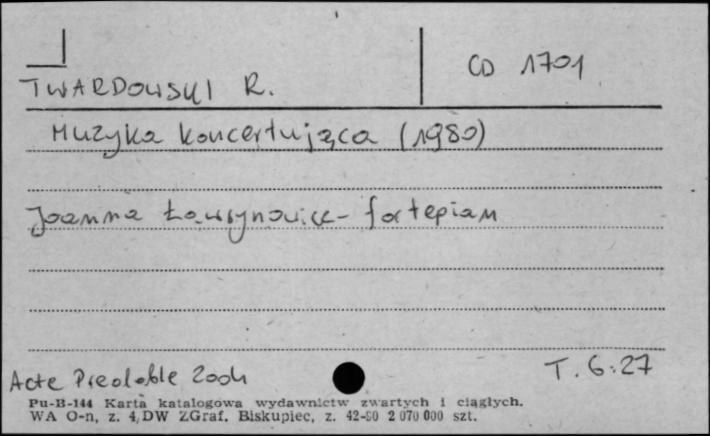 CD 1701
TWARDOWSKI R.
Muzyka koncertująca (1980)
Joanna Ławrynowicz - fortepian
T. 6:27
Acte Preolable 2004
Pu-B-144 Karta katalogowa wydawnictw zwartych i ciągłych.
WA O-n, z. 4, DW ZGraf. Biskupiec, z. 42-80 2 070 000 szt.